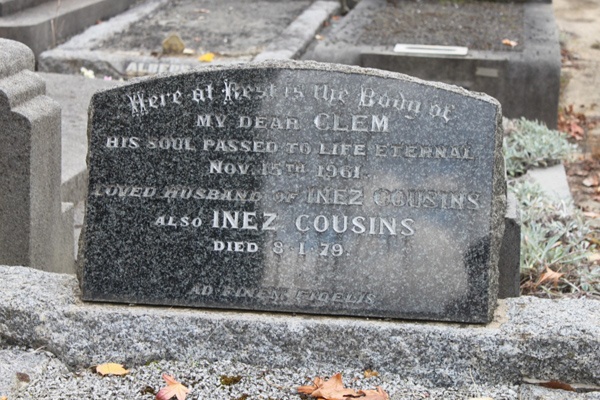 Here at Rest is the Body of
MY DEAR CLEM
HIS SOUL PASSED TO LIFE ETERNAL
NOV. 15TH 1961.
LOVED HUSBAND OF INEZ COUSINS
ALSO INEZ COUSINS
DIED 8-1-79.
AD FINEM FIDELIS